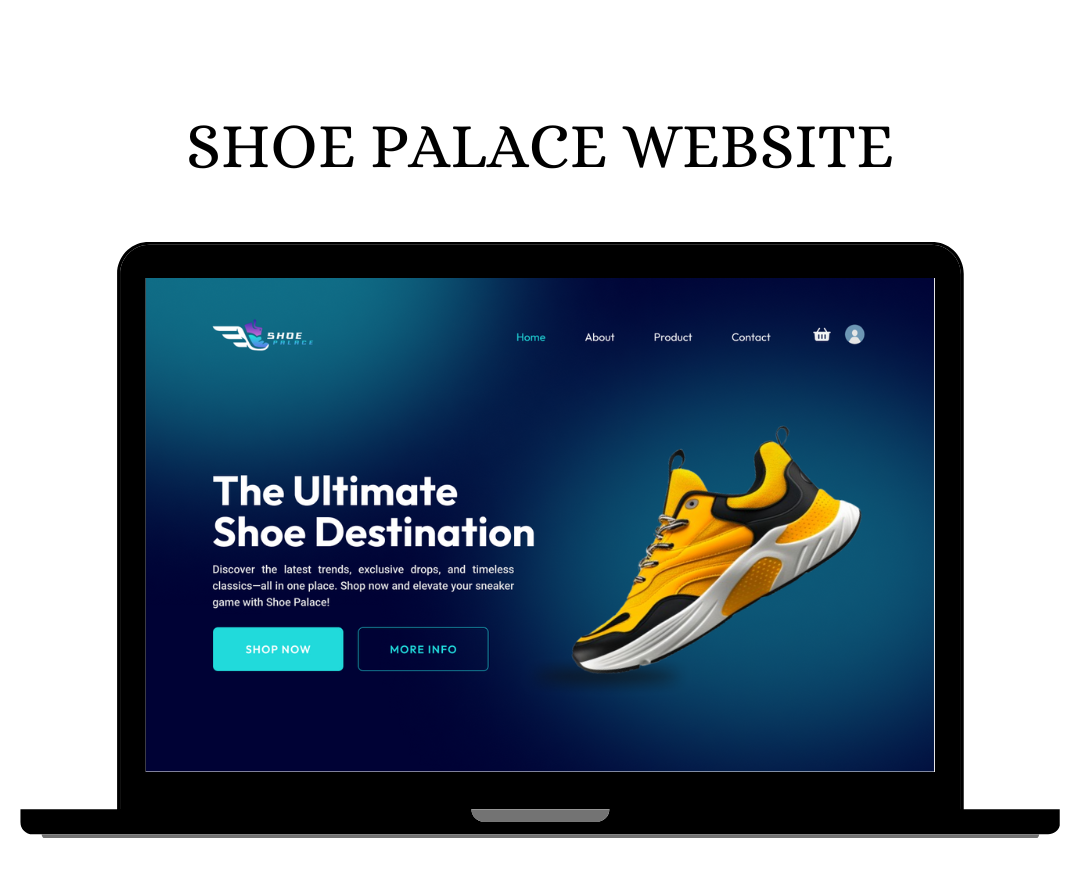 SHOE PALACE WEBSITE
SHOE
PALACE
Home About Product Contact
The Ultimate
Shoe Destination
Discover the latest trends, exclusive drops, and timeless
classics—all in one place. Shop now and elevate your sneaker
game with Shoe Palace!
SHOP NOW MORE INFO